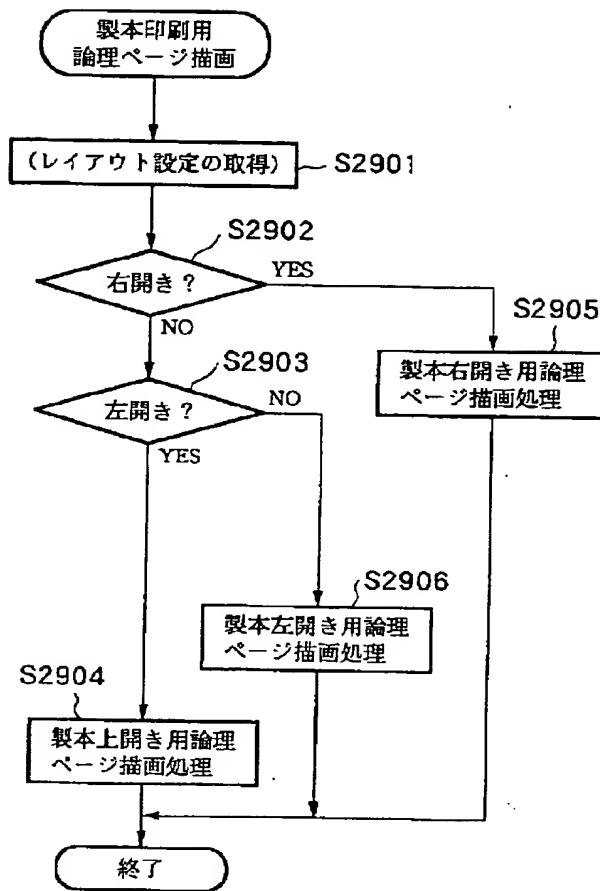 製本印刷用
論理ページ描画
(レイアウト設定の取得)
S2901
S2902
右開き?
YES
NO
S2905
製本右開き用論理
ページ描画処理
S2903
左開き?
NO
YES
S2906
製本左開き用論理
ページ描画処理
S2904
製本上開き用論理
ページ描画処理
終了